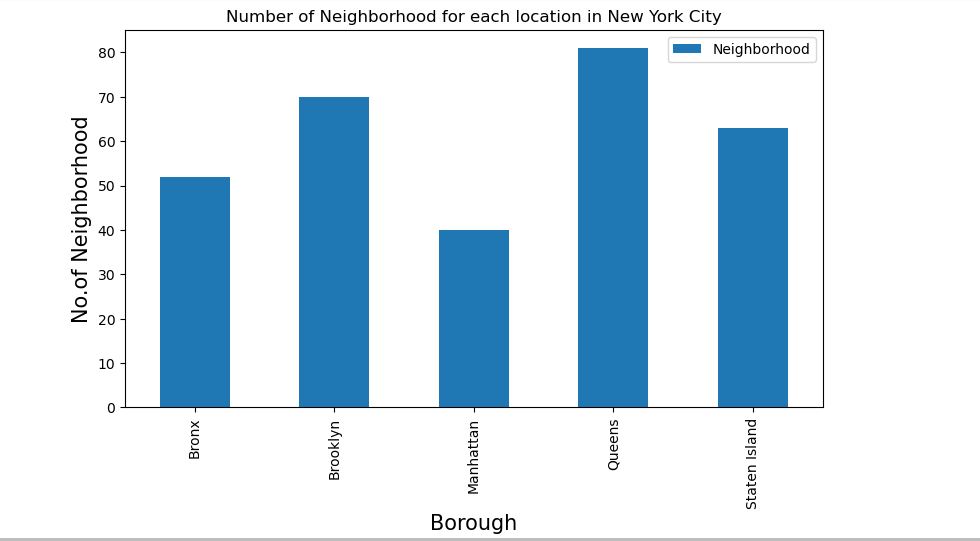 Number of Neighborhood for each location in New York City
Neighborhood
No.of Neighborhood
80
70
60
50
40
30
20
10
0
Bronx
Brooklyn
Manhattan
Queens
Staten Island
Borough